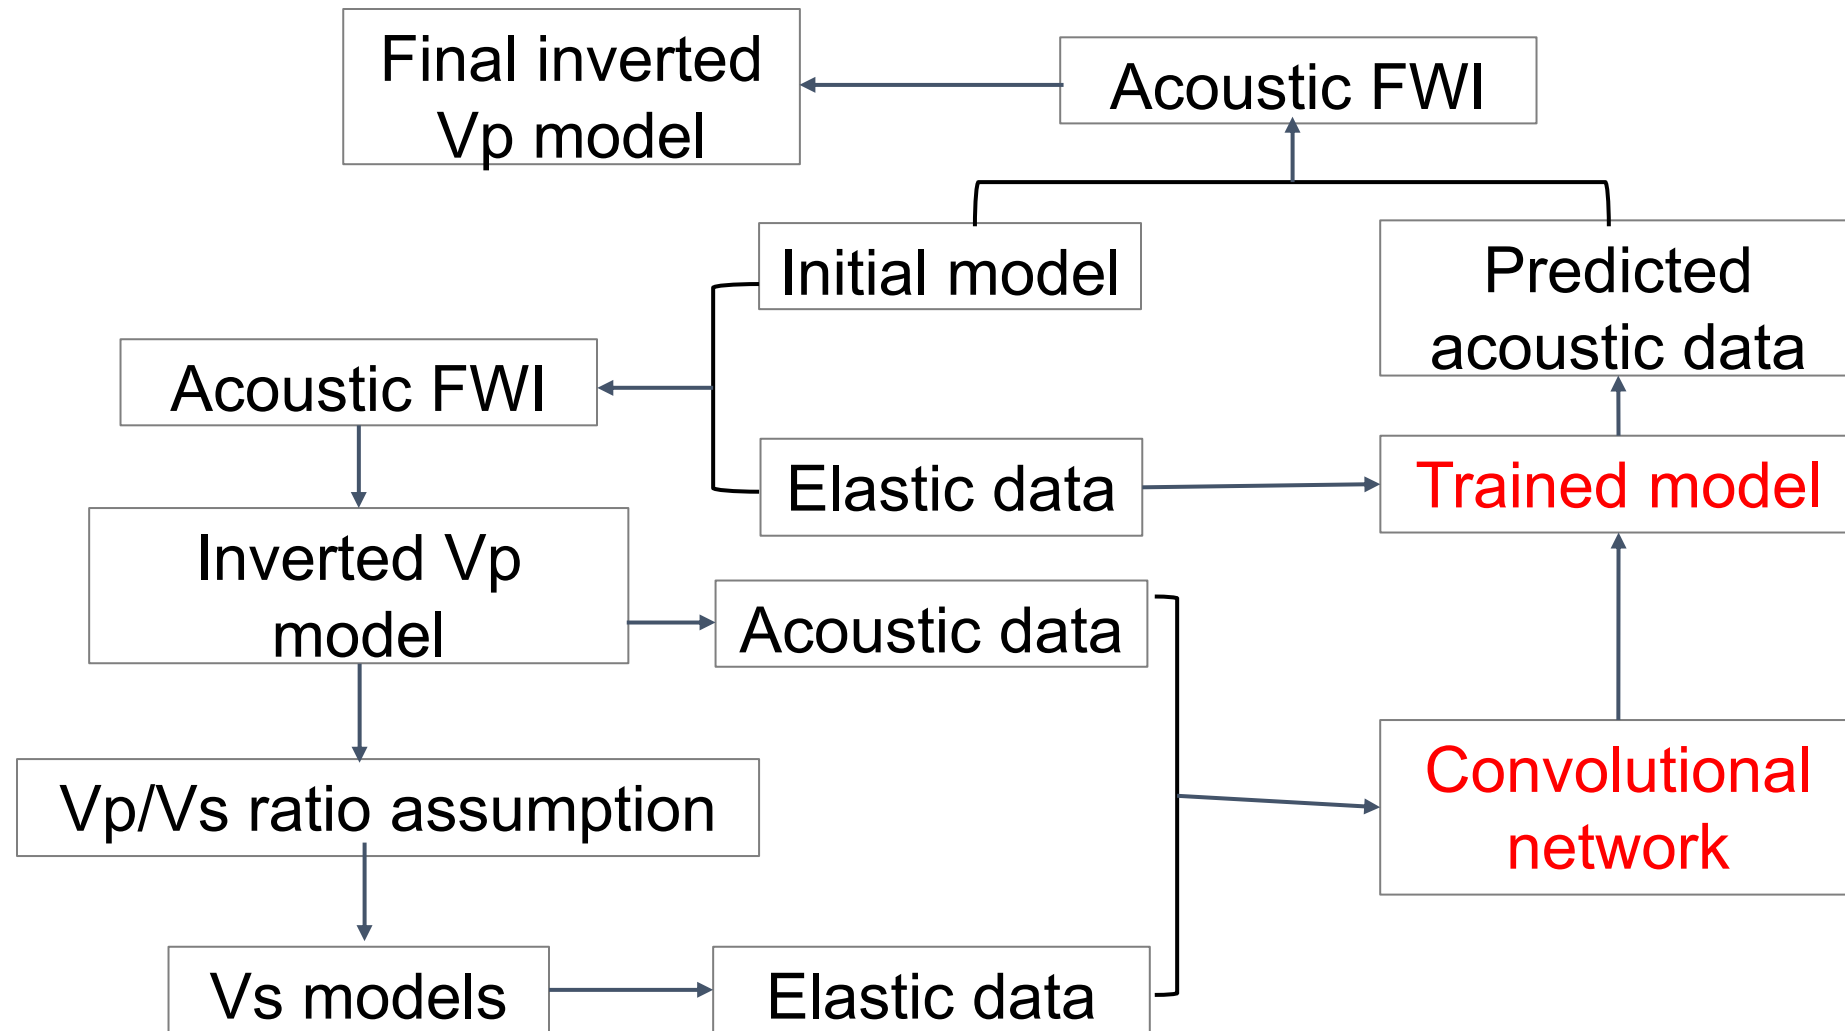 Final inverted
Vp model
Acoustic FWI
Initial model
Predicted
acoustic data
Acoustic FWI
Elastic data
Trained model
Inverted Vp
model
Acoustic data
Vp/Vs ratio assumption
Convolutional
network
Vs models
Elastic data